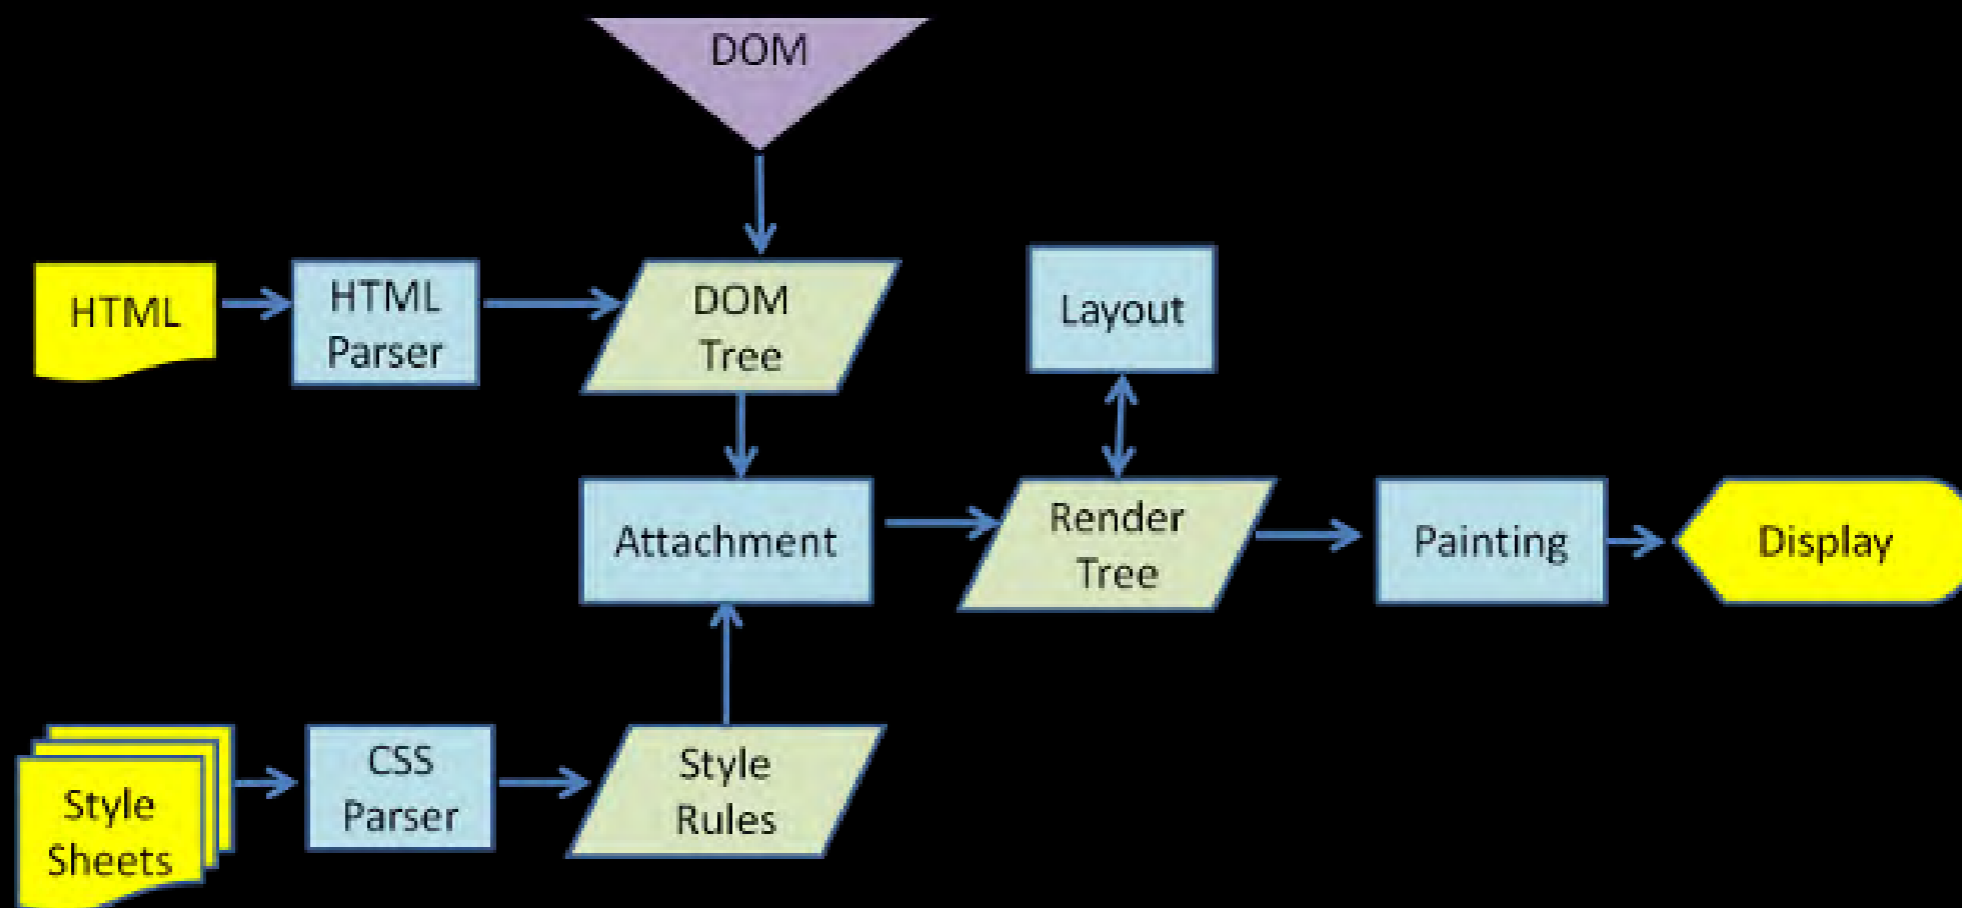 DOM
HTML
HTML
Parser
DOM
Tree
Layout
Attachment
Render
Tree
Painting
Display
Style
Sheets
CSS
Parser
Style
Rules